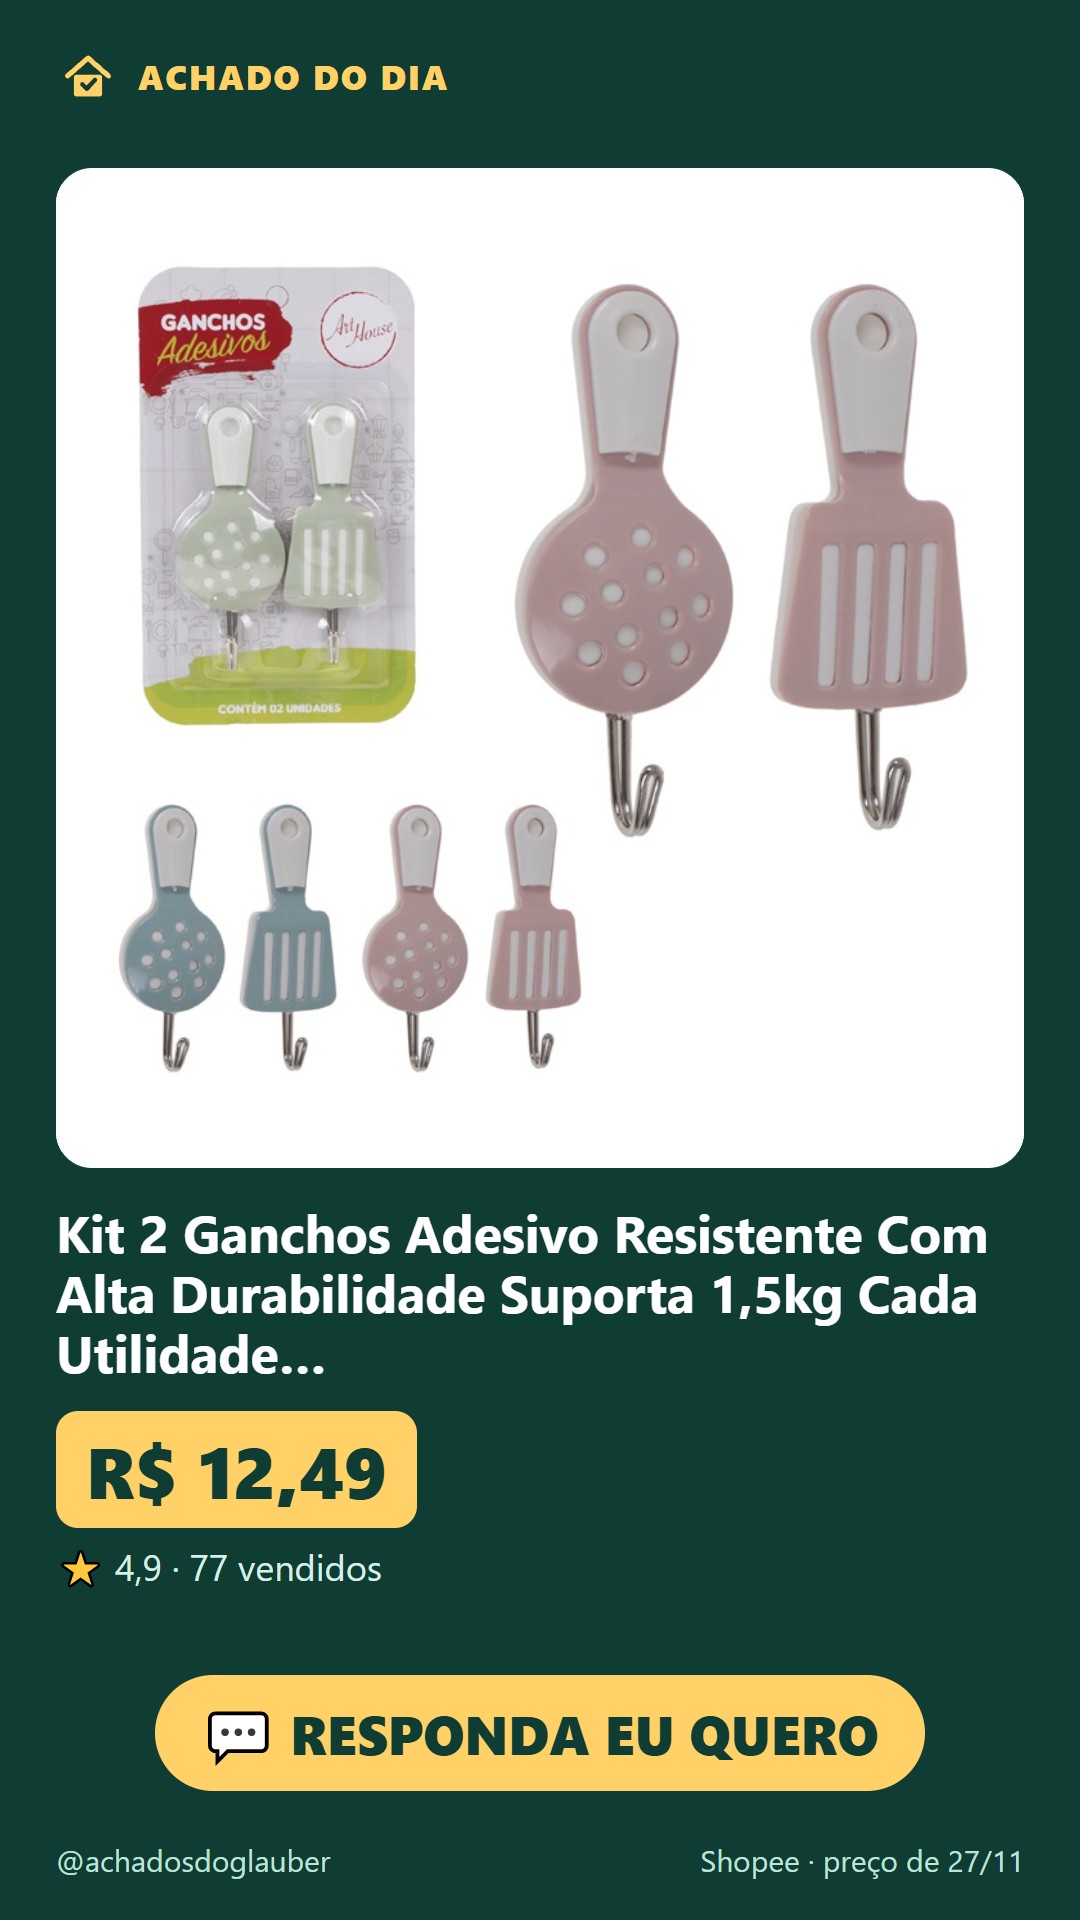 ACHADO DO DIA
GANCHOS
Adesivos
Art House
CONTÉM 02 UNIDADES
Kit 2 Ganchos Adesivo Resistente Com
Alta Durabilidade Suporta 1,5kg Cada
Utilidade...
R$ 12,49
4,9 · 77 vendidos
RESPONDA EU QUERO
@achadosdoglauber
Shopee · preço de 27/11